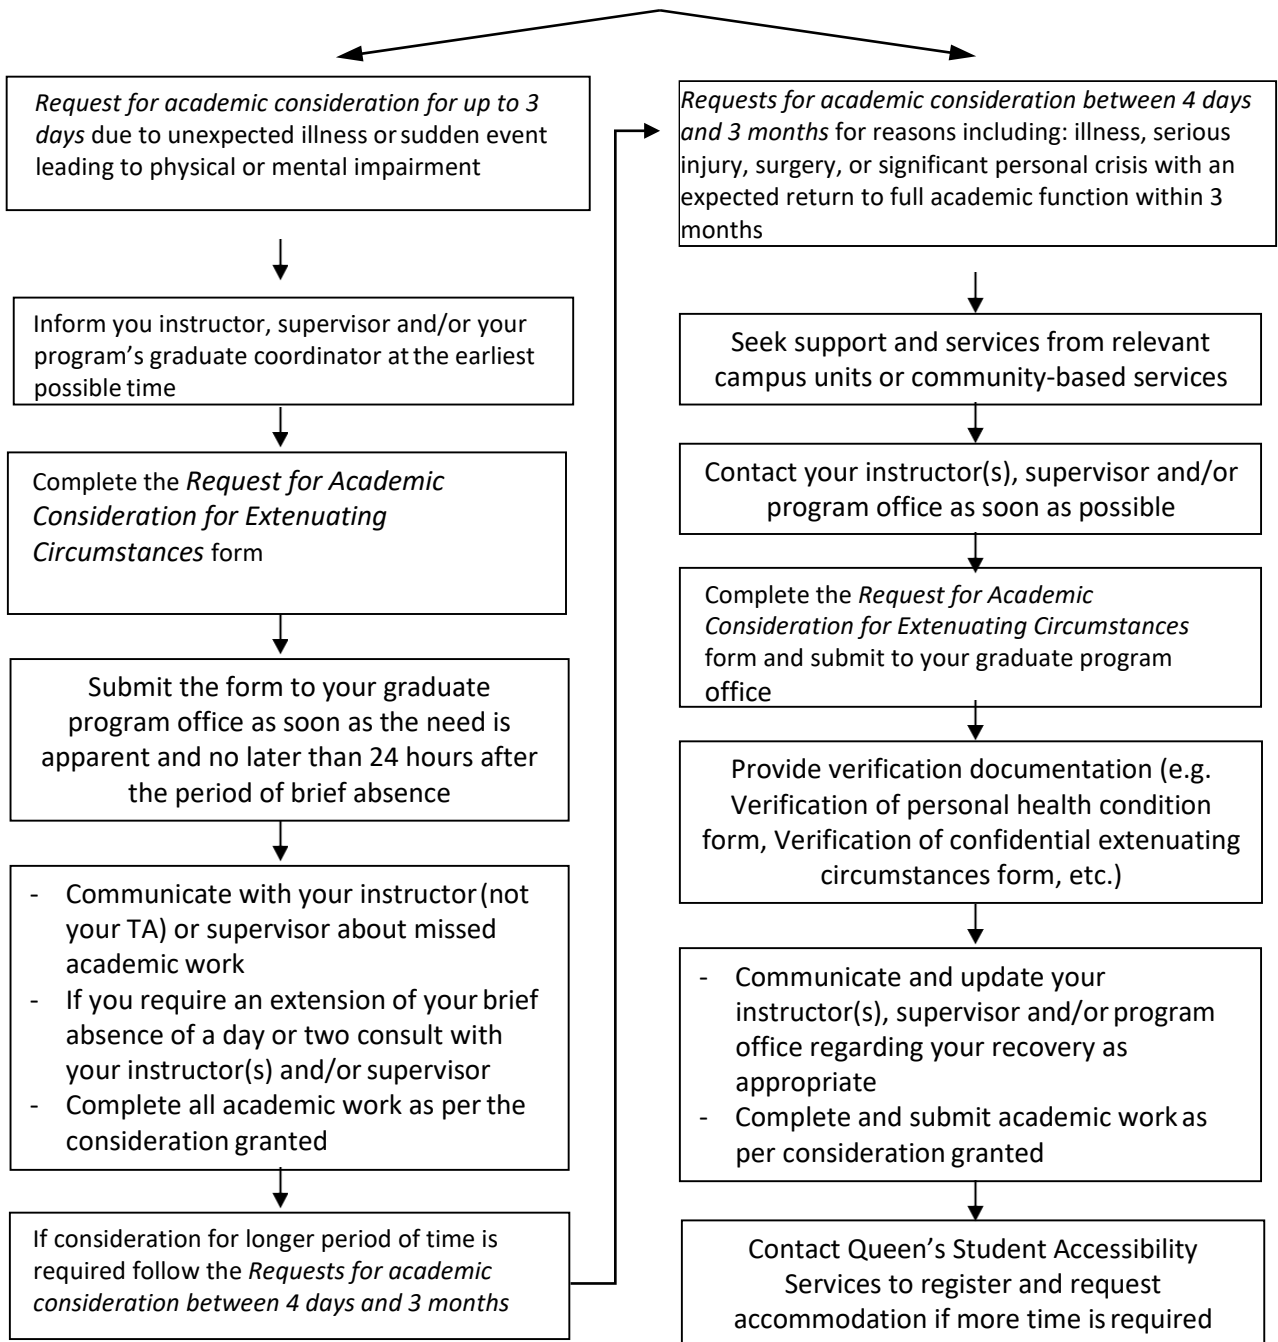 Request for academic consideration for up to 3
days due to unexpected illness or sudden event
leading to physical or mental impairment
Inform you instructor, supervisor and/or your
program’s graduate coordinator at the earliest
possible time
Complete the Request for Academic
Consideration for Extenuating
Circumstances form
Submit the form to your graduate
program office as soon as the need is
apparent and no later than 24 hours after
the period of brief absence
- Communicate with your instructor (not
your TA) or supervisor about missed
academic work
- If you require an extension of your brief
absence of a day or two consult with
your instructor(s) and/or supervisor
- Complete all academic work as per the
consideration granted
If consideration for longer period of time is
required follow the Requests for academic
consideration between 4 days and 3 months
Requests for academic consideration between 4 days
and 3 months for reasons including: illness, serious
injury, surgery, or significant personal crisis with an
expected return to full academic function within 3
months
Seek support and services from relevant
campus units or community-based services
Contact your instructor(s), supervisor and/or
program office as soon as possible
Complete the Request for Academic
Consideration for Extenuating Circumstances
form and submit to your graduate program
office
Provide verification documentation (e.g.
Verification of personal health condition
form, Verification of confidential extenuating
circumstances form, etc.)
- Communicate and update your
instructor(s), supervisor and/or program
office regarding your recovery as
appropriate
- Complete and submit academic work as
per consideration granted
Contact Queen’s Student Accessibility
Services to register and request
accommodation if more time is required